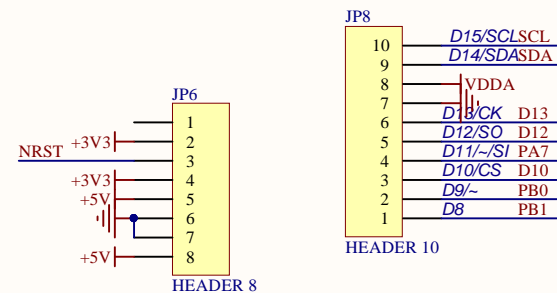 JP6
1
+3V3 2
NRST 3
+3V3 4
+5V 5
6
7
+5V 8
HEADER 8
JP8
10 D15/SCL SCL
9 D14/SDA SDA
8 VDDA
7
6 D13/CK D13
5 D12/SO D12
4 D11/~/SI PA7
3 D10/CS D10
2 D9/~ PB0
1 D8 PB1
HEADER 10